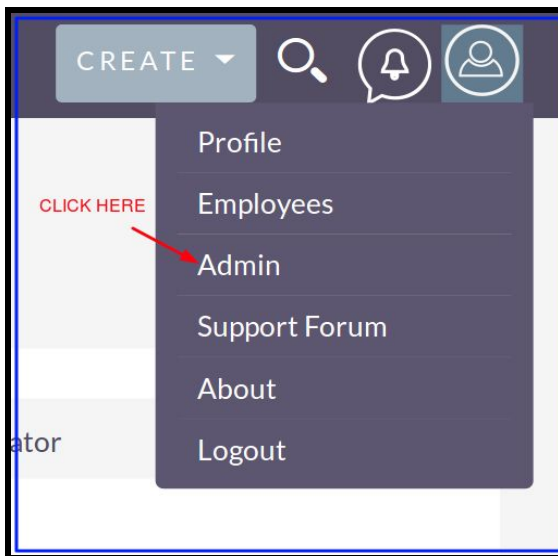 CREATE
Profile
CLICK HERE
Employees
Admin
Support Forum
About
ator
Logout